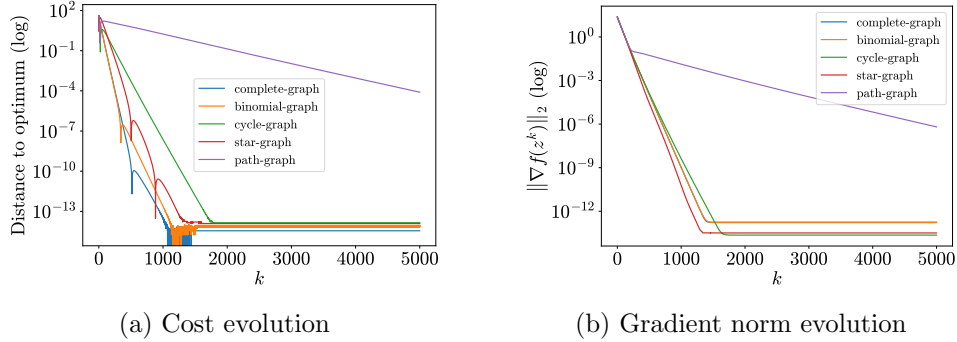 10^2
10^{-1}
10^{-4}
10^{-7}
10^{-10}
10^{-13}
Distance to optimum (log)
complete-graph
binomial-graph
cycle-graph
star-graph
path-graph
0 1000 2000 3000 4000 5000
k
(a) Cost evolution
10^0
10^{-3}
10^{-6}
10^{-9}
10^{-12}
‖∇f(z^k)‖_2 (log)
complete-graph
binomial-graph
cycle-graph
star-graph
path-graph
0 1000 2000 3000 4000 5000
k
(b) Gradient norm evolution